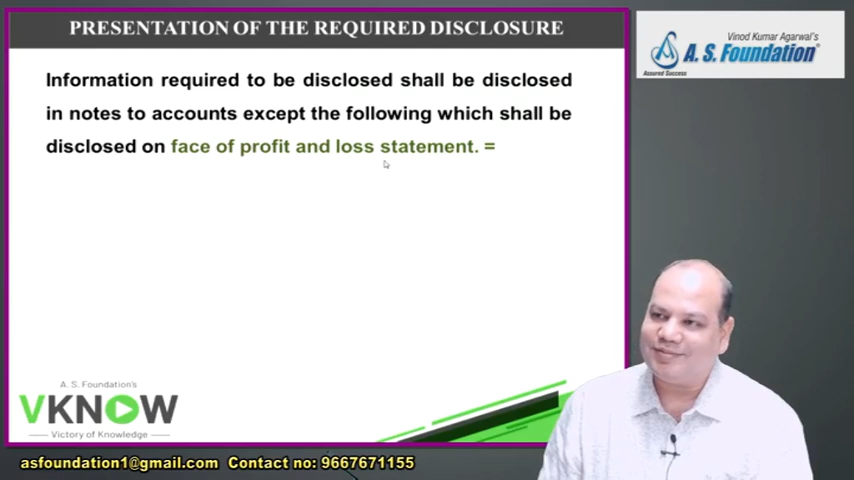 PRESENTATION OF THE REQUIRED DISCLOSURE
Information required to be disclosed shall be disclosed
in notes to accounts except the following which shall be
disclosed on face of profit and loss statement. =
Vinod Kumar Agarwal's
A. S. Foundation®
Assured Success
A. S. Foundation's
VKNOW
Victory of Knowledge
asfoundation1@gmail.com Contact no: 9667671155